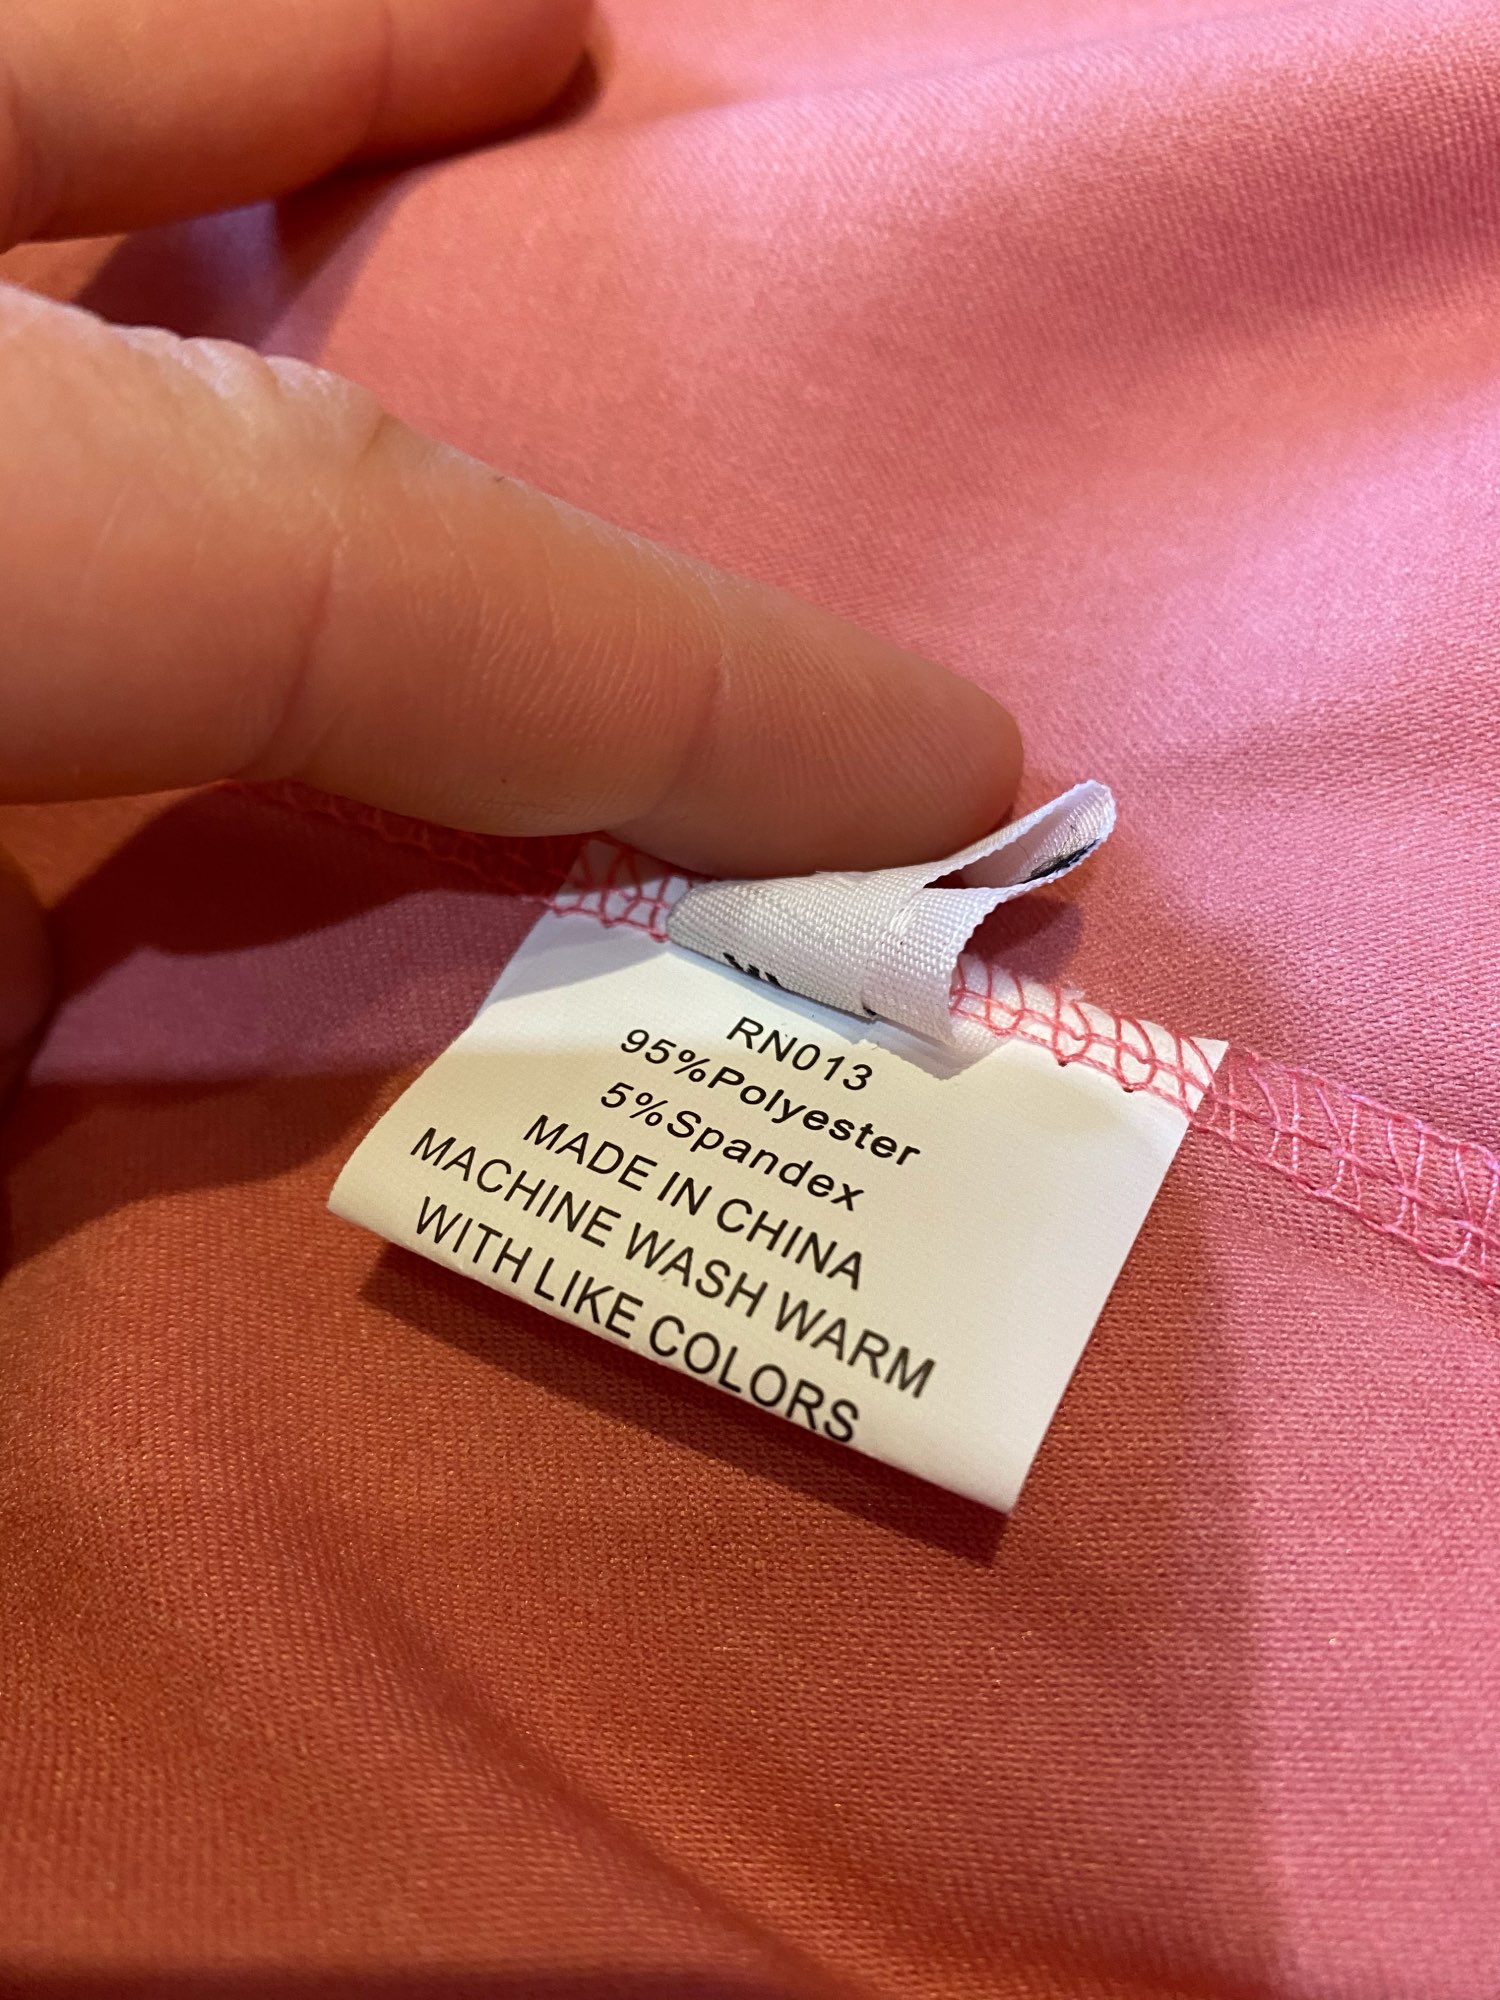 RN013
95%Polyester
5%Spandex
MADE IN CHINA
MACHINE WASH WARM
WITH LIKE COLORS